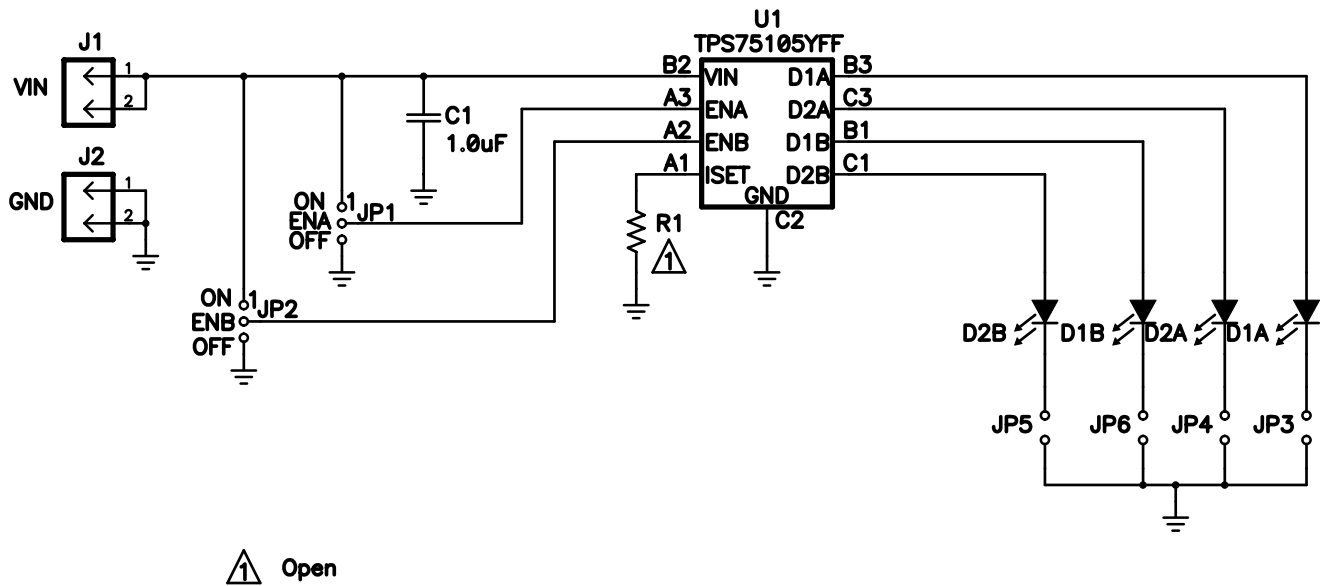 J1
VIN
1
2
J2
GND
1
2
C1
1.0uF
ON
1
ENA
JP1
OFF
ON
1
ENB
JP2
OFF
U1
TPS75105YFF
B2 VIN D1A B3
A3 ENA D2A C3
A2 ENB D1B B1
A1 ISET D2B C1
GND
C2
R1
1
D2B D1B D2A D1A
JP5 JP6 JP4 JP3
1 Open